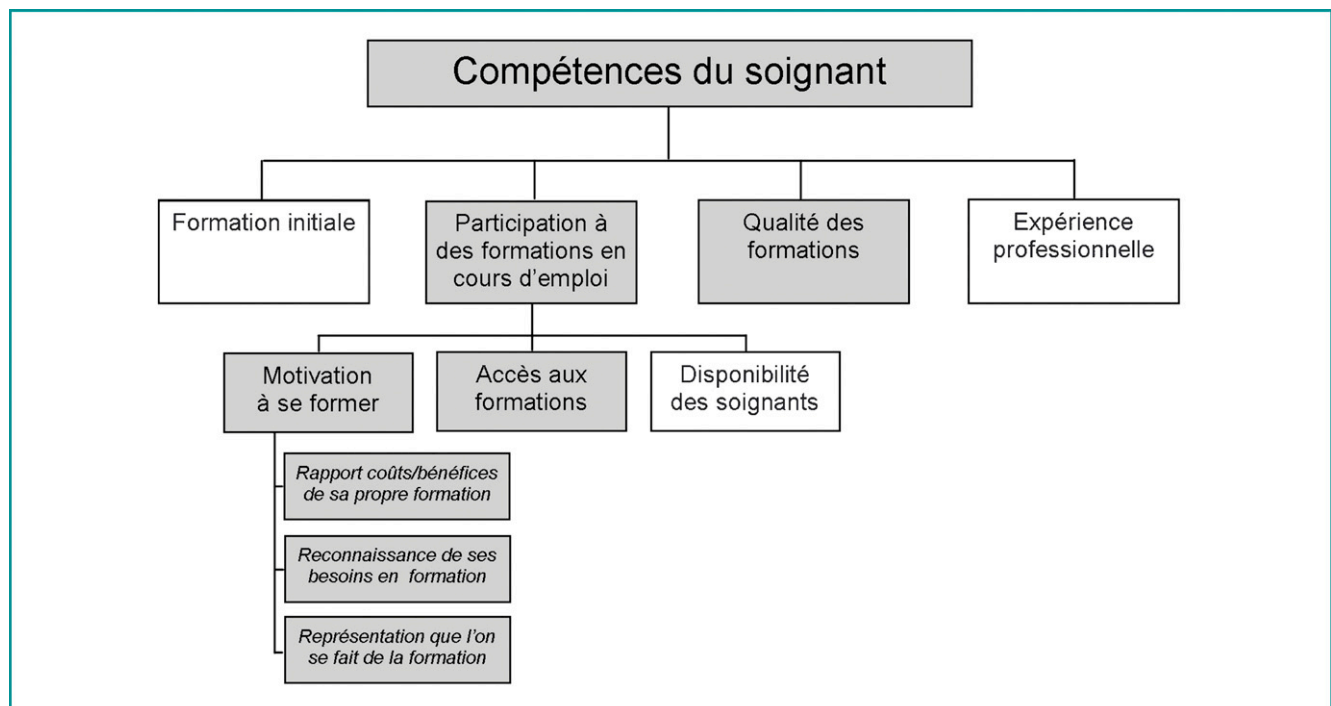 Compétences du soignant
Formation initiale
Participation à
des formations en
cours d'emploi
Qualité des
formations
Expérience
professionnelle
Motivation
à se former
Accès aux
formations
Disponibilité
des soignants
Rapport coûts/bénéfices
de sa propre formation
Reconnaissance de ses
besoins en formation
Représentation que l'on
se fait de la formation